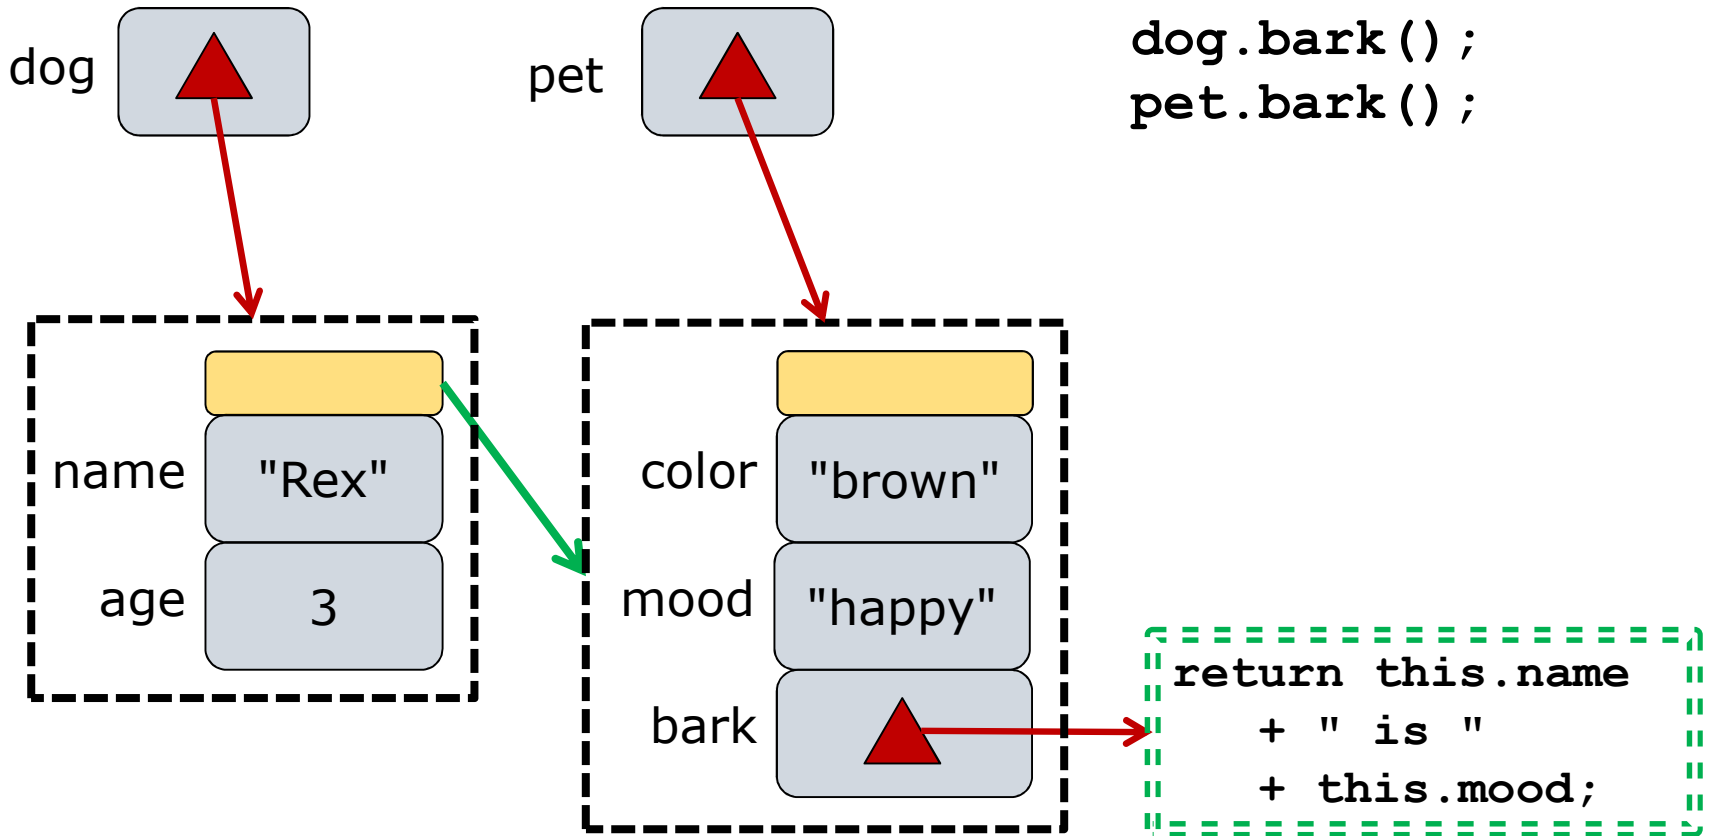 dog
pet
dog.bark();
pet.bark();
name "Rex"
age 3
color "brown"
mood "happy"
bark
return this.name
+ " is "
+ this.mood;